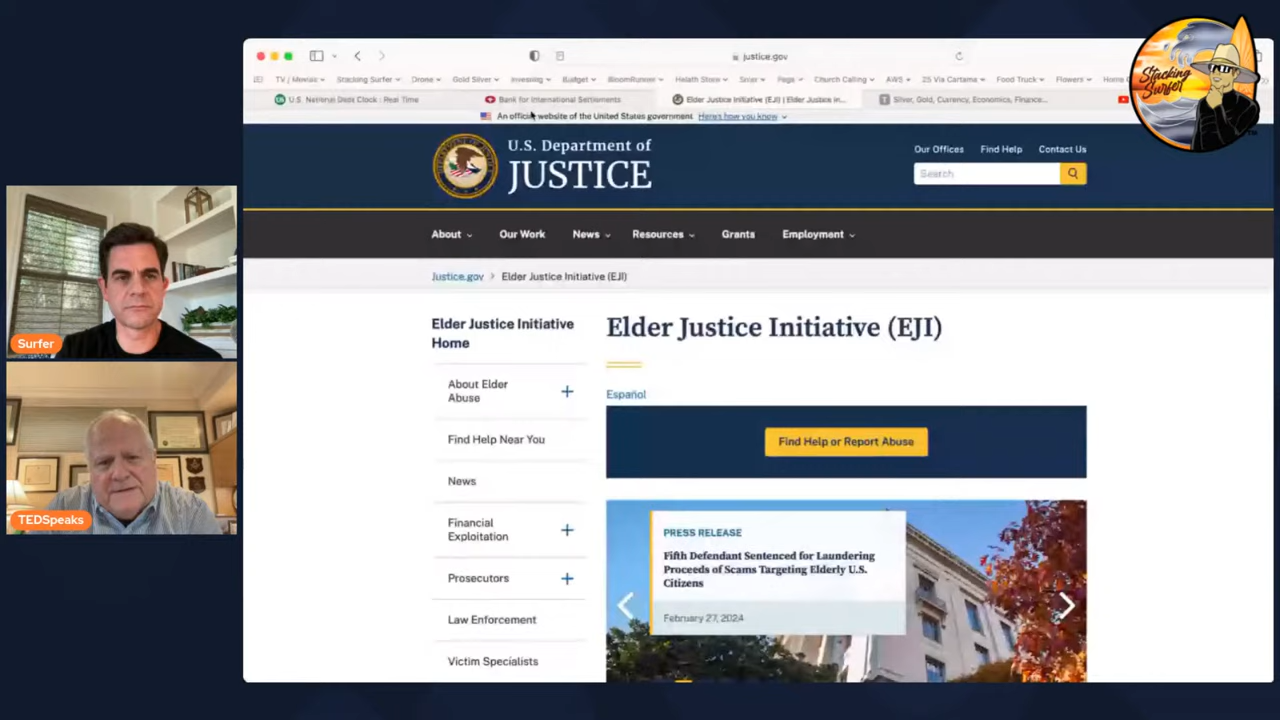 justice.gov
TV / Movies
Stacking Surfer
Drone
Gold Silver
Investing
Budget
BloomRunner
Silver
Page
Church Calling
AWS
25 Via Cartama
Food Truck
Flowers
U.S. National Debt Clock : Real Time
Bank for International Settlements
Elder Justice Initiative (EJI) | Elder Justice In...
Silver, Gold, Currency, Economics, Finance...
An official website of the United States government
Here's how you know
Stacking
Surfer
U.S. Department of
JUSTICE
Our Offices
Find Help
Contact Us
Search
About
Our Work
News
Resources
Grants
Employment
Justice.gov > Elder Justice Initiative (EJI)
Elder Justice Initiative
Home
About Elder
Abuse
Find Help Near You
News
Financial
Exploitation
Prosecutors
Law Enforcement
Victim Specialists
Elder Justice Initiative (EJI)
Español
Find Help or Report Abuse
PRESS RELEASE
Fifth Defendant Sentenced for Laundering
Proceeds of Scams Targeting Elderly U.S.
Citizens
February 27, 2024
Surfer
TEDSpeaks